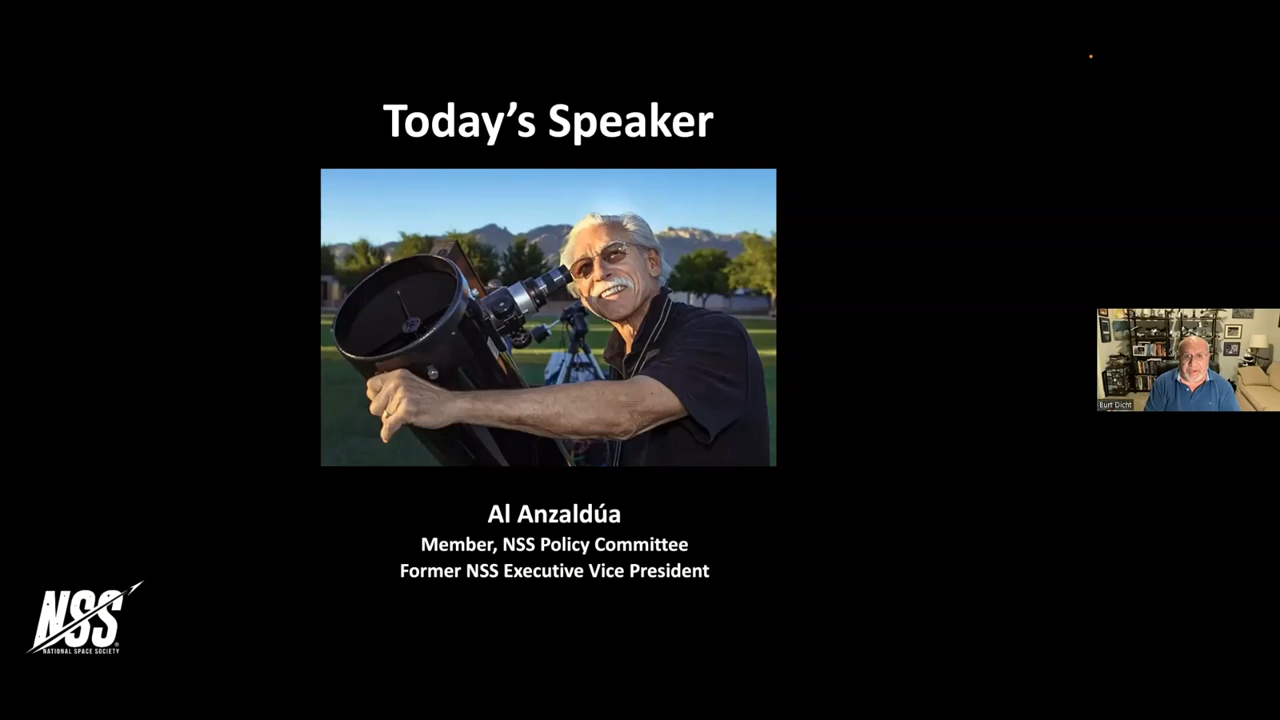 Today's Speaker
Al Anzaldúa
Member, NSS Policy Committee
Former NSS Executive Vice President
NSS
NATIONAL SPACE SOCIETY
Burt Dicht